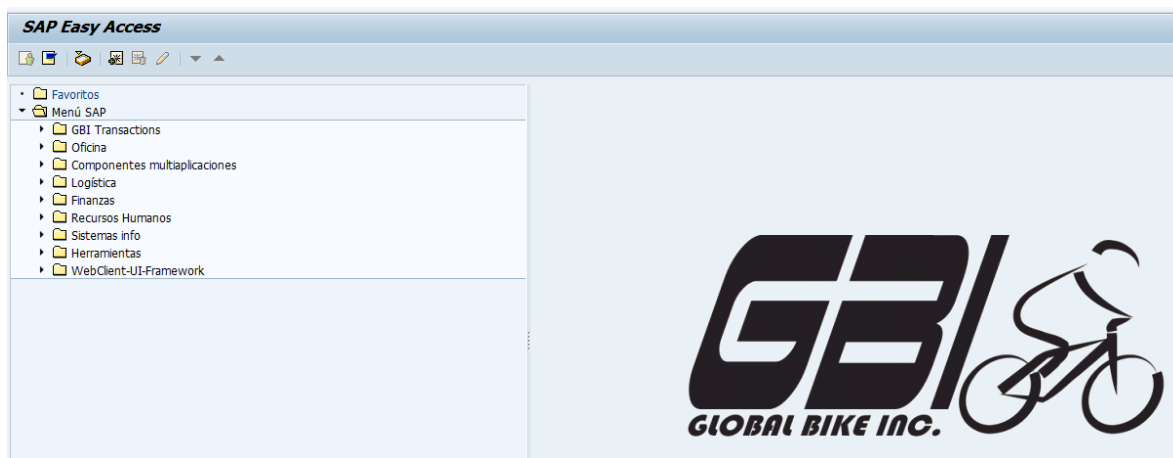 SAP Easy Access
Favoritos
Menú SAP
GBI Transactions
Oficina
Componentes multiaplicaciones
Logística
Finanzas
Recursos Humanos
Sistemas info
Herramientas
WebClient-UI-Framework
GBI
GLOBAL BIKE INC.